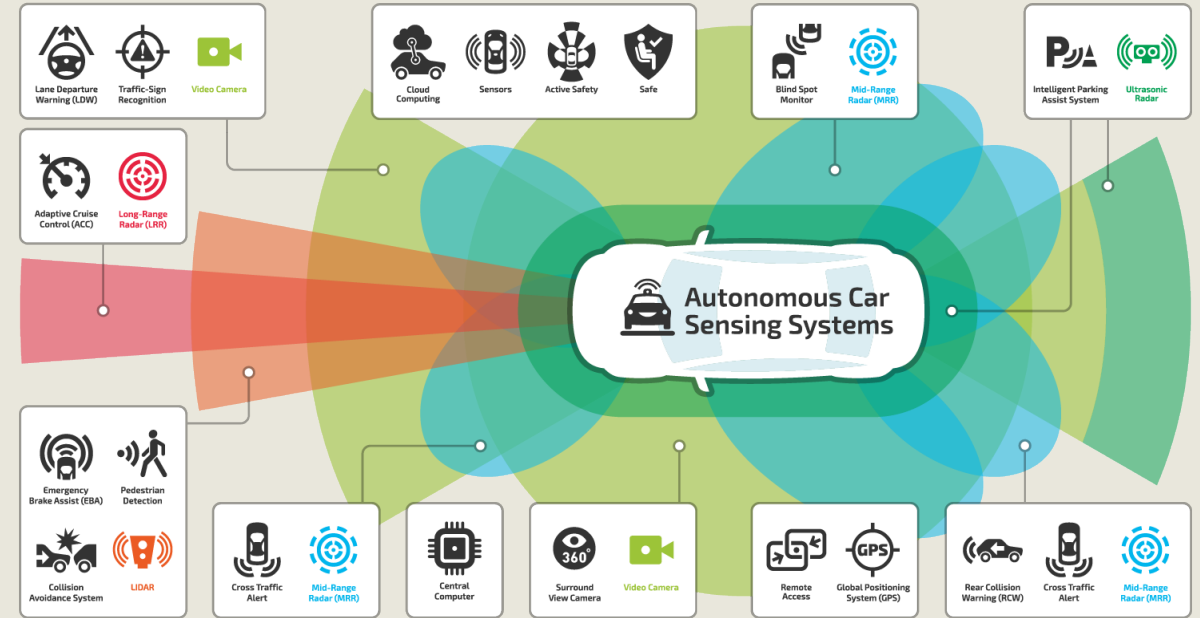 Lane Departure
Warning (LDW)
Traffic-Sign
Recognition
Video Camera
Cloud
Computing
Sensors
Active Safety
Safe
Blind Spot
Monitor
Mid-Range
Radar (MRR)
P
Intelligent Parking
Assist System
Ultrasonic
Radar
Adaptive Cruise
Control (ACC)
Long-Range
Radar (LRR)
Autonomous Car
Sensing Systems
Emergency
Brake Assist (EBA)
Pedestrian
Detection
Collision
Avoidance System
LIDAR
Cross Traffic
Alert
Mid-Range
Radar (MRR)
Central
Computer
360°
Surround
View Camera
Video Camera
Remote
Access
GPS
Global Positioning
System (GPS)
Rear Collision
Warning (RCW)
Cross Traffic
Alert
Mid-Range
Radar (MRR)